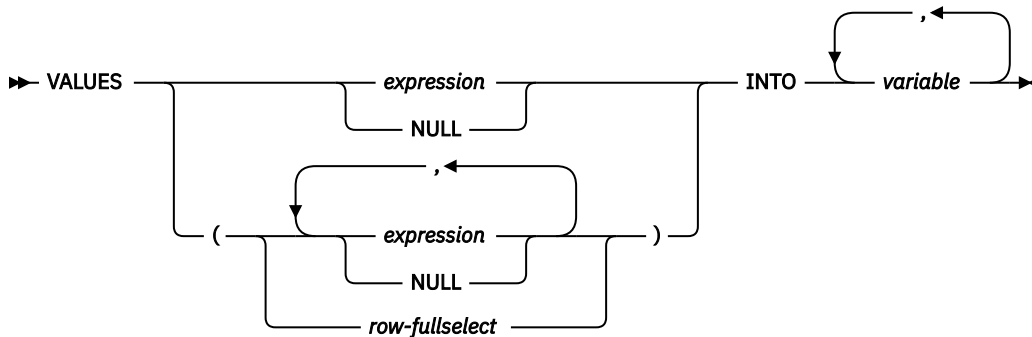 ,
VALUES expression INTO variable
NULL
,
( expression )
NULL
row-fullselect